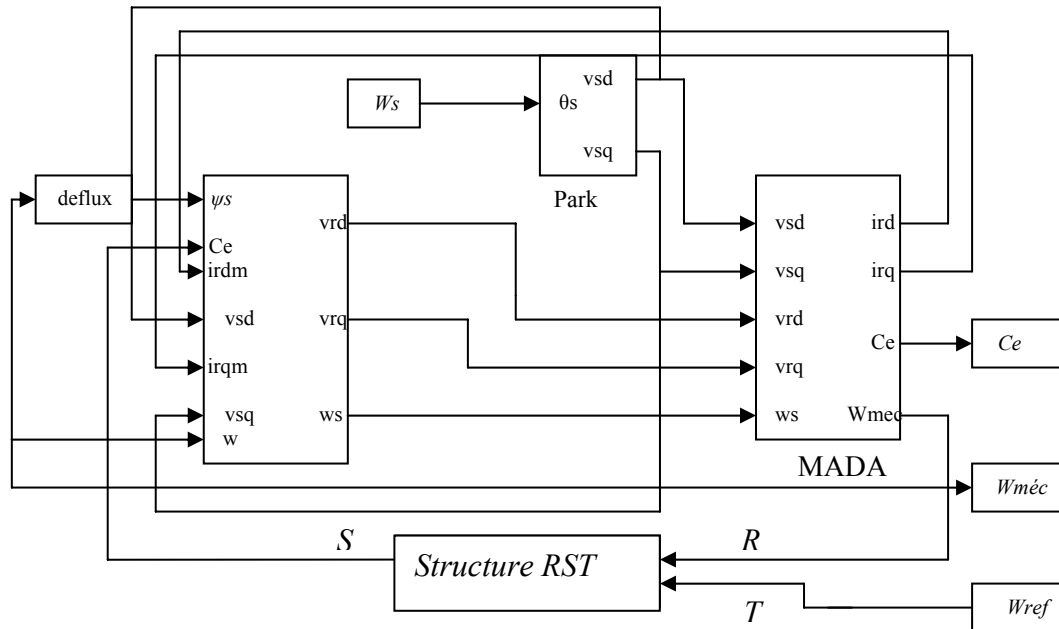 vsd
Ws
θs
vsq
Park
deflux
ψs
Ce
irdm
vsd
irqm
vsq
w
vrd
vrq
ws
vsd
vsq
vrd
vrq
ws
ird
irq
Ce
Wmec
MADA
Ce
Wméc
S
Structure RST
R
T
Wref